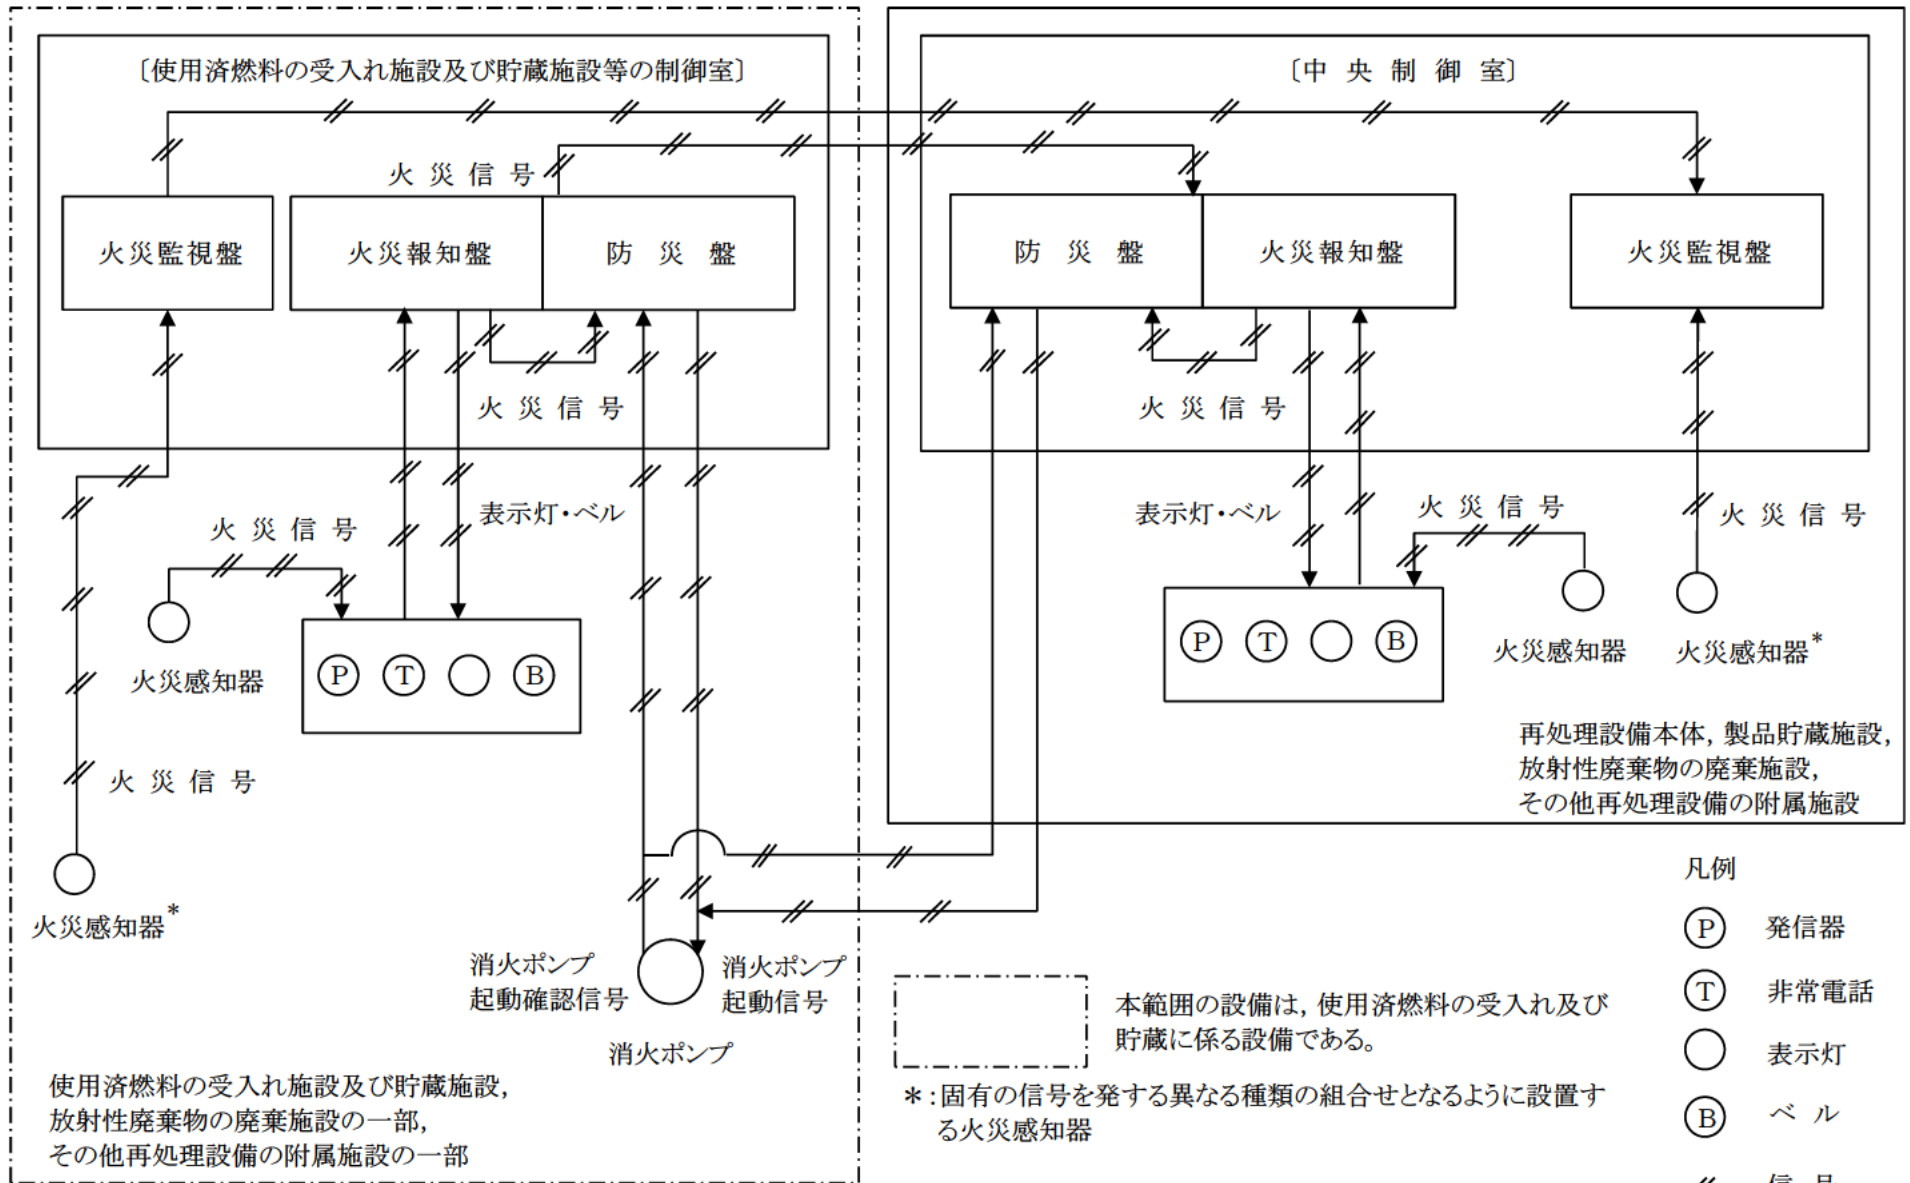 〔使用済燃料の受入れ施設及び貯蔵施設等の制御室〕
〔中央制御室〕
火災信号
火災監視盤
火災報知盤
防災盤
防災盤
火災報知盤
火災監視盤
火災信号
火災信号
表示灯・ベル
火災信号
表示灯・ベル
火災信号
火災信号
火災感知器
P
T
B
P
T
B
火災感知器
火災感知器*
火災信号
再処理設備本体,製品貯蔵施設,
放射性廃棄物の廃棄施設,
その他再処理設備の附属施設
火災感知器*
消火ポンプ
起動確認信号
消火ポンプ
起動信号
消火ポンプ
使用済燃料の受入れ施設及び貯蔵施設,
放射性廃棄物の廃棄施設の一部,
その他再処理設備の附属施設の一部
本範囲の設備は,使用済燃料の受入れ及び
貯蔵に係る設備である。
*:固有の信号を発する異なる種類の組合せとなるように設置す
る火災感知器
凡例
P 発信器
T 非常電話
表示灯
B ベル